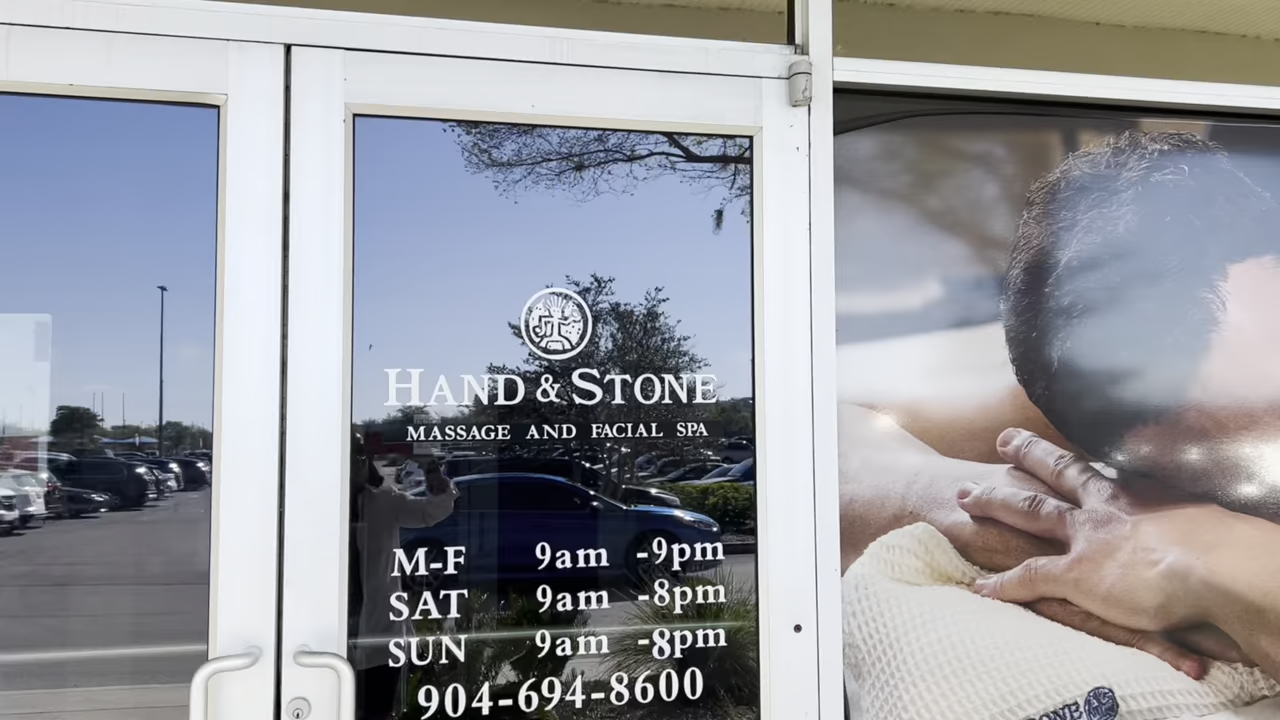 HAND & STONE
MASSAGE AND FACIAL SPA
M-F 9am -9pm
SAT 9am -8pm
SUN 9am -8pm
904-694-8600